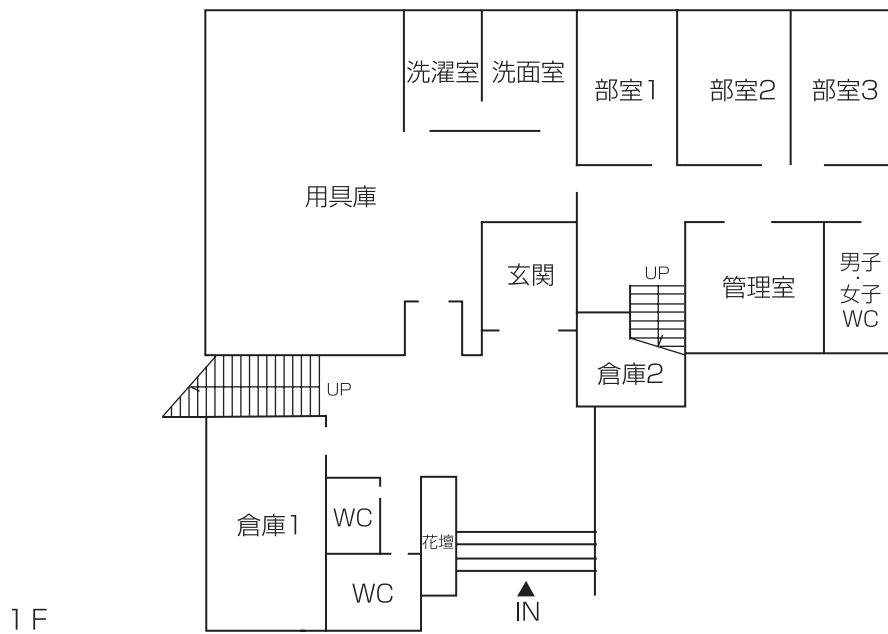 洗濯室
洗面室
部室1
部室2
部室3
用具庫
玄関
UP
管理室
男子
・
女子
WC
倉庫2
UP
倉庫1
WC
花壇
WC
IN
1F